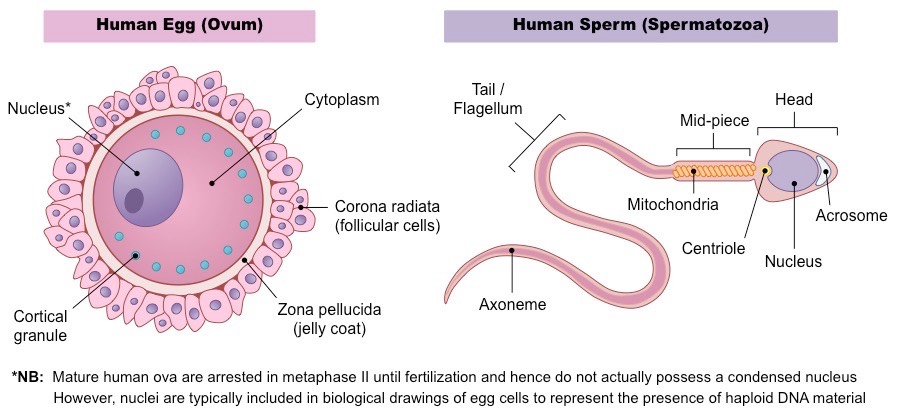 Human Egg (Ovum)
Nucleus*
Cytoplasm
Corona radiata
(follicular cells)
Zona pellucida
(jelly coat)
Cortical
granule
Human Sperm (Spermatozoa)
Tail /
Flagellum
Mid-piece
Head
Mitochondria
Centriole
Nucleus
Acrosome
Axoneme
*NB: Mature human ova are arrested in metaphase II until fertilization and hence do not actually possess a condensed nucleus
However, nuclei are typically included in biological drawings of egg cells to represent the presence of haploid DNA material